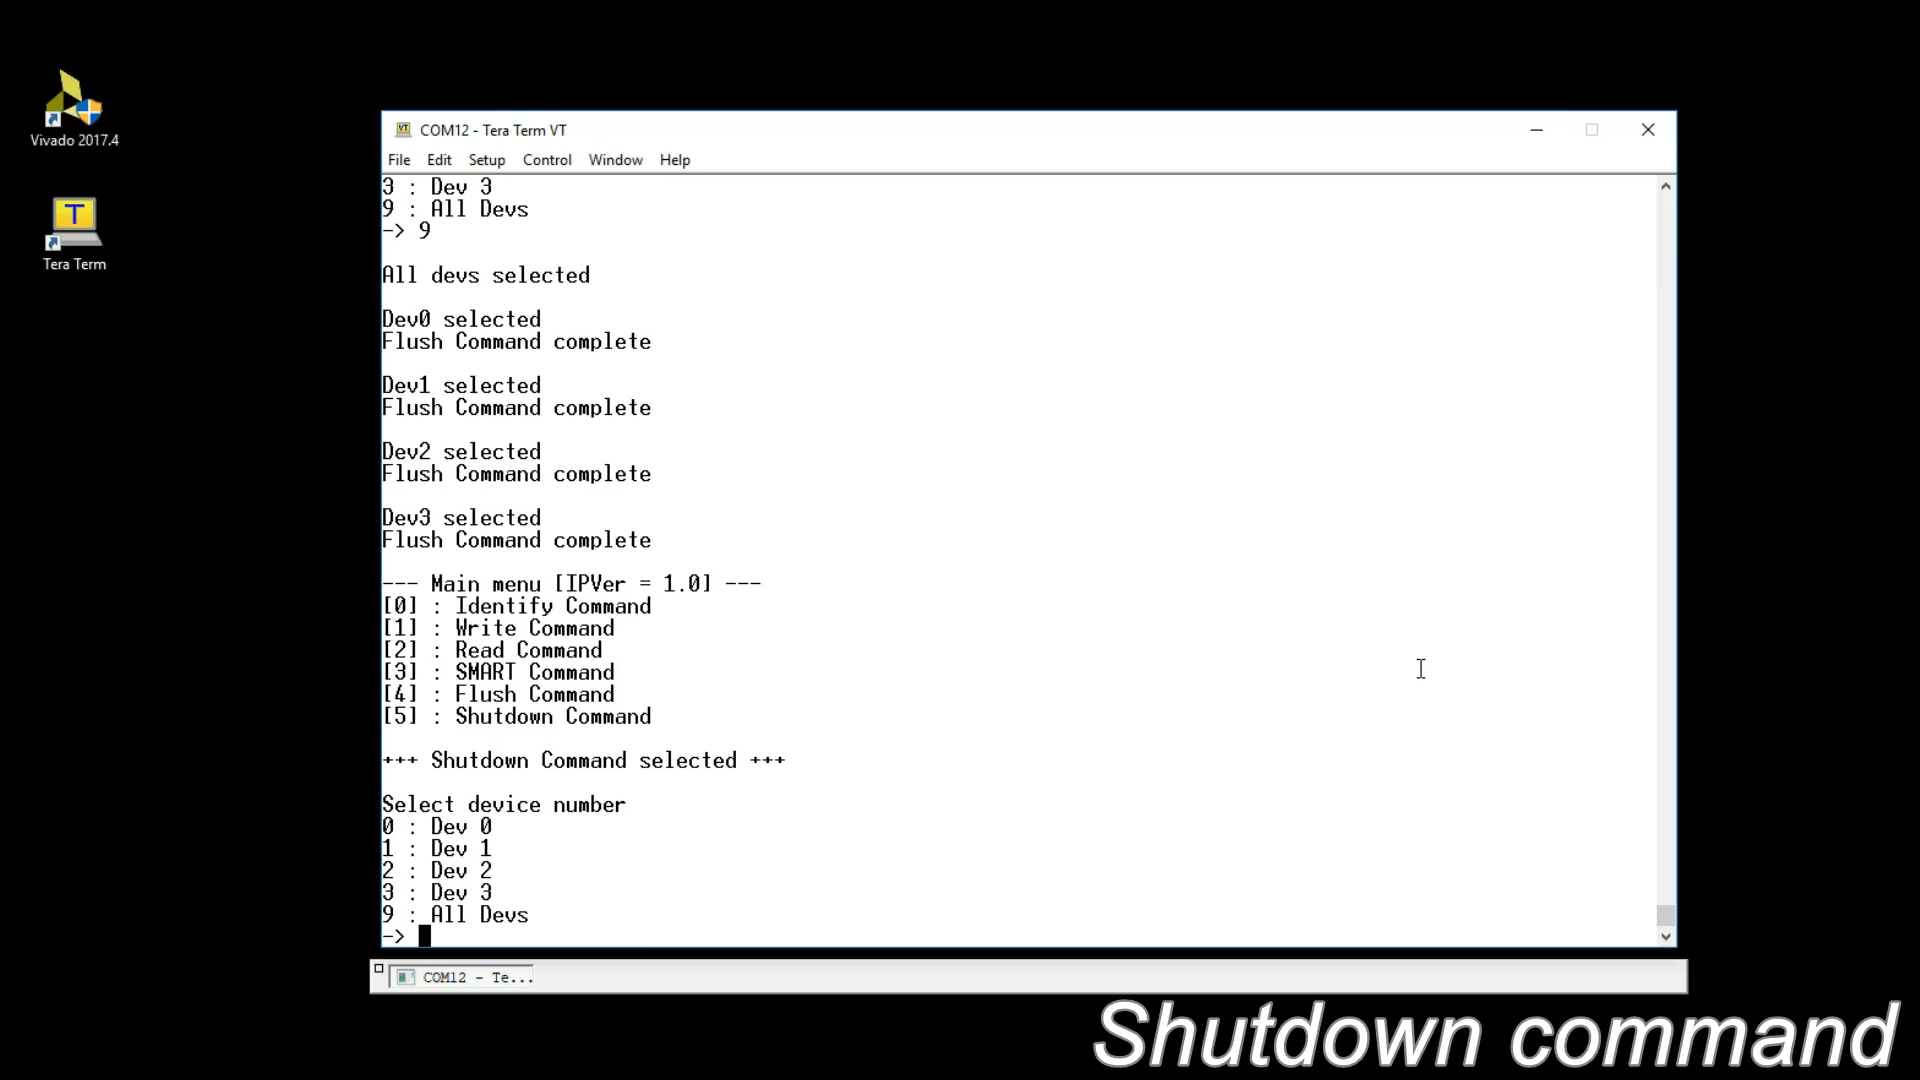 Vivado 2017.4
Tera Term
COM12 - Tera Term VT
File Edit Setup Control Window Help
3 : Dev 3
9 : All Devs
-> 9
All devs selected
Dev0 selected
Flush Command complete
Dev1 selected
Flush Command complete
Dev2 selected
Flush Command complete
Dev3 selected
Flush Command complete
--- Main menu [IPVer = 1.0] ---
[0] : Identify Command
[1] : Write Command
[2] : Read Command
[3] : SMART Command
[4] : Flush Command
[5] : Shutdown Command
+++ Shutdown Command selected +++
Select device number
0 : Dev 0
1 : Dev 1
2 : Dev 2
3 : Dev 3
9 : All Devs
->
COM12 - Te...
Shutdown command